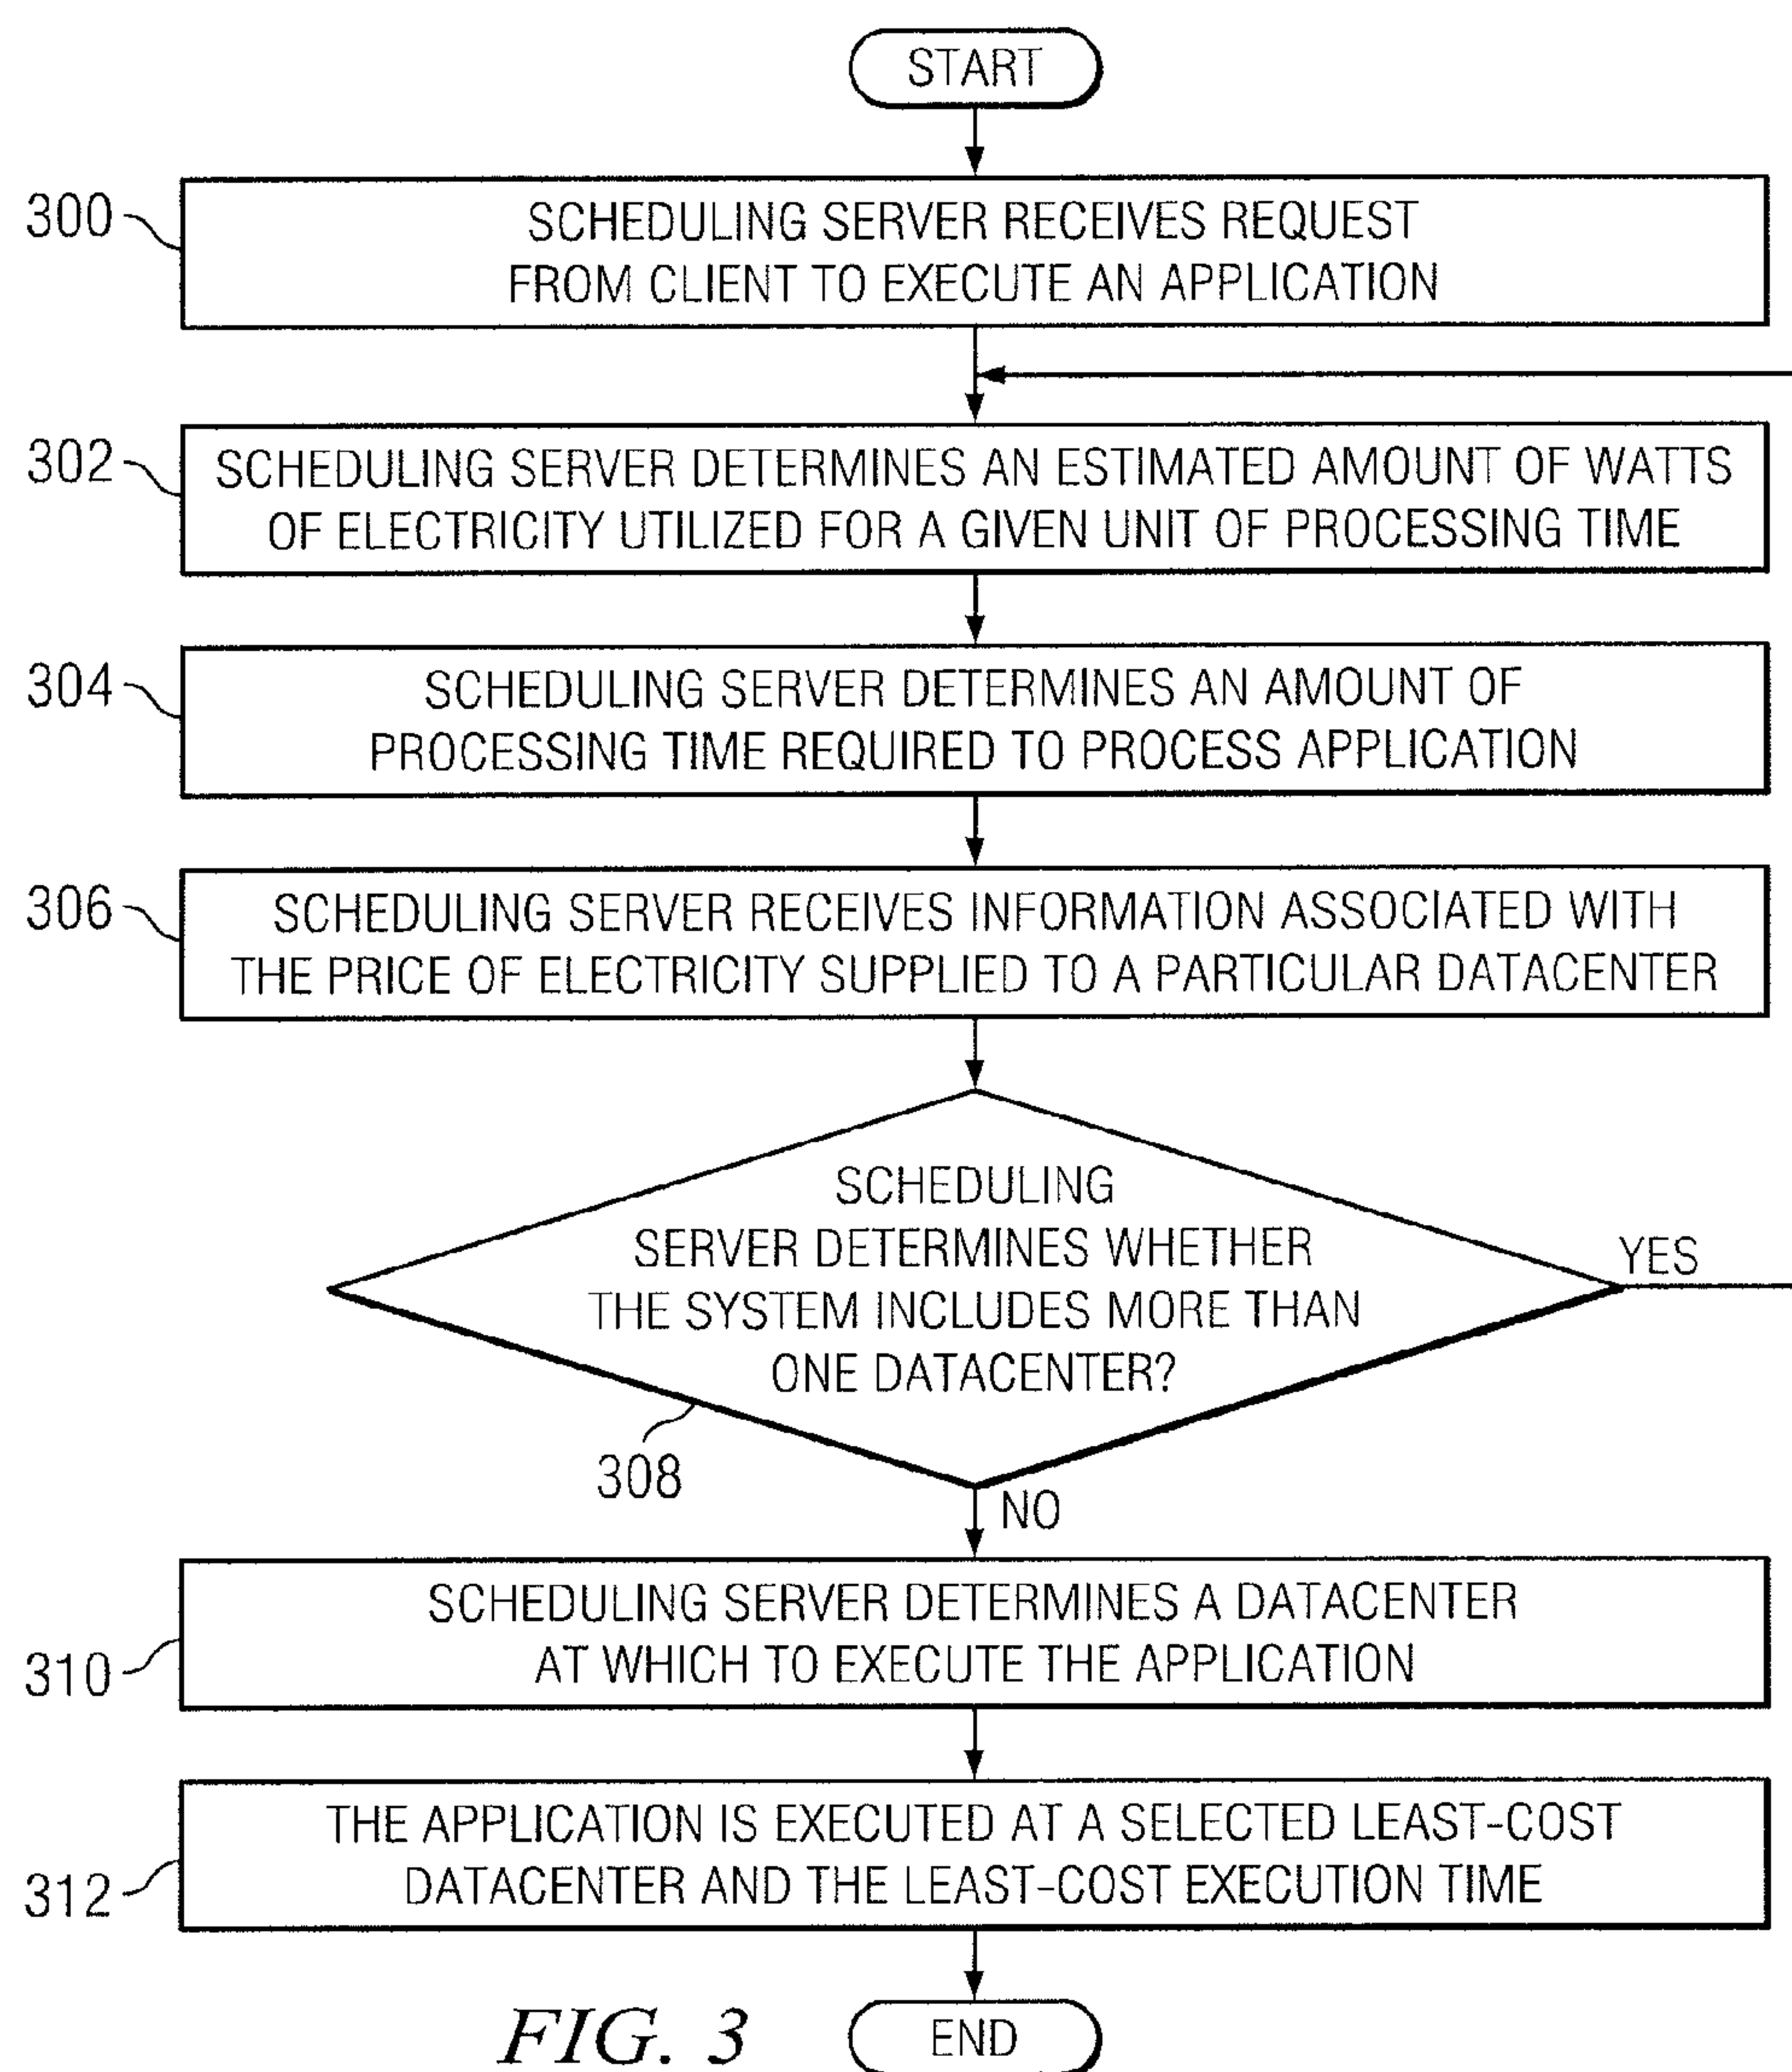 START
300
SCHEDULING SERVER RECEIVES REQUEST
FROM CLIENT TO EXECUTE AN APPLICATION
302
SCHEDULING SERVER DETERMINES AN ESTIMATED AMOUNT OF WATTS
OF ELECTRICITY UTILIZED FOR A GIVEN UNIT OF PROCESSING TIME
304
SCHEDULING SERVER DETERMINES AN AMOUNT OF
PROCESSING TIME REQUIRED TO PROCESS APPLICATION
306
SCHEDULING SERVER RECEIVES INFORMATION ASSOCIATED WITH
THE PRICE OF ELECTRICITY SUPPLIED TO A PARTICULAR DATACENTER
SCHEDULING
SERVER DETERMINES WHETHER
THE SYSTEM INCLUDES MORE THAN
ONE DATACENTER?
YES
308
NO
310
SCHEDULING SERVER DETERMINES A DATACENTER
AT WHICH TO EXECUTE THE APPLICATION
312
THE APPLICATION IS EXECUTED AT A SELECTED LEAST-COST
DATACENTER AND THE LEAST-COST EXECUTION TIME
FIG. 3
END